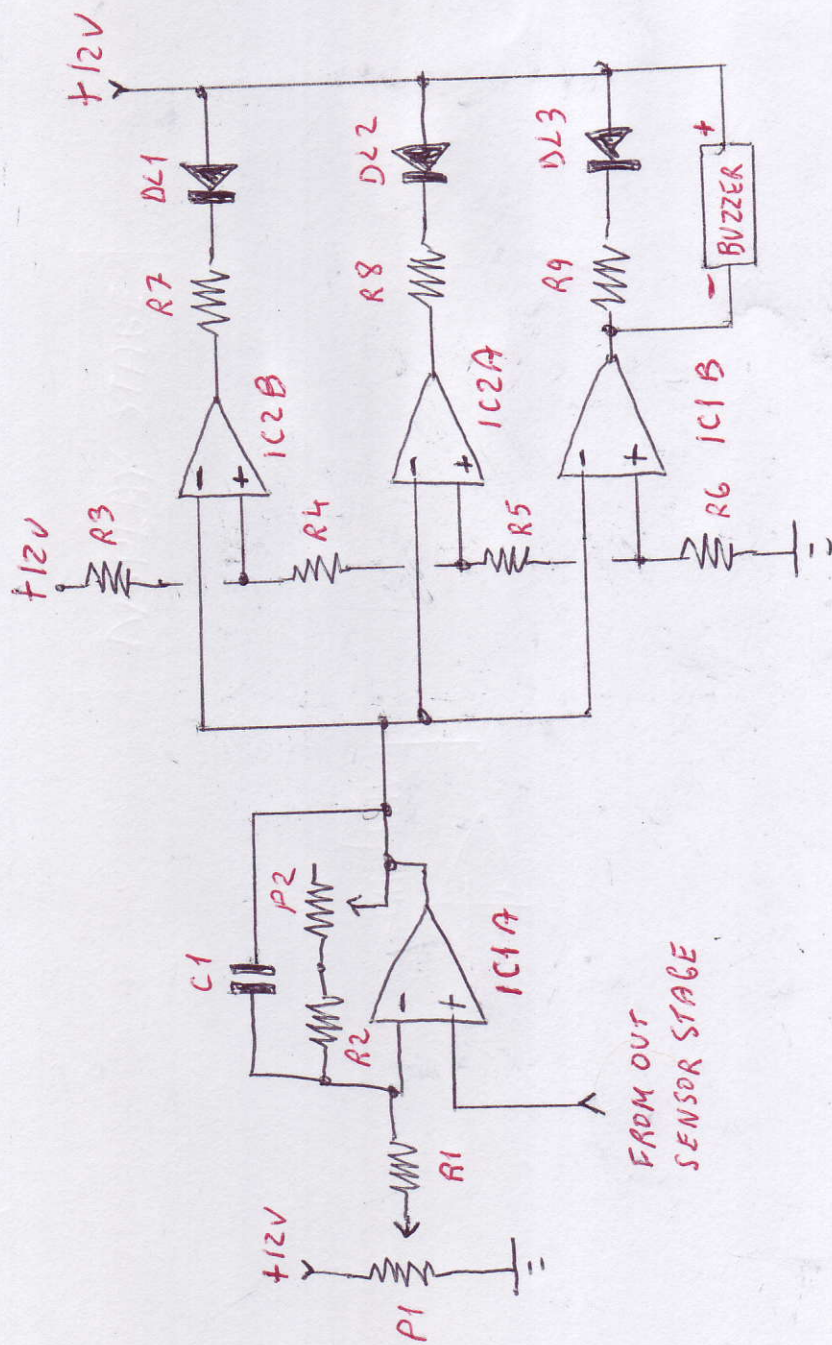 +12V
P1
R1
C1
R2
P2
-
+
IC1A
FROM OUT
SENSOR STAGE
+12V
R3
-
+
IC2B
R7
DL1
+12V
R4
-
+
IC2A
R8
DL2
R5
-
+
IC1B
R9
DL3
R6
-
BUZZER
+